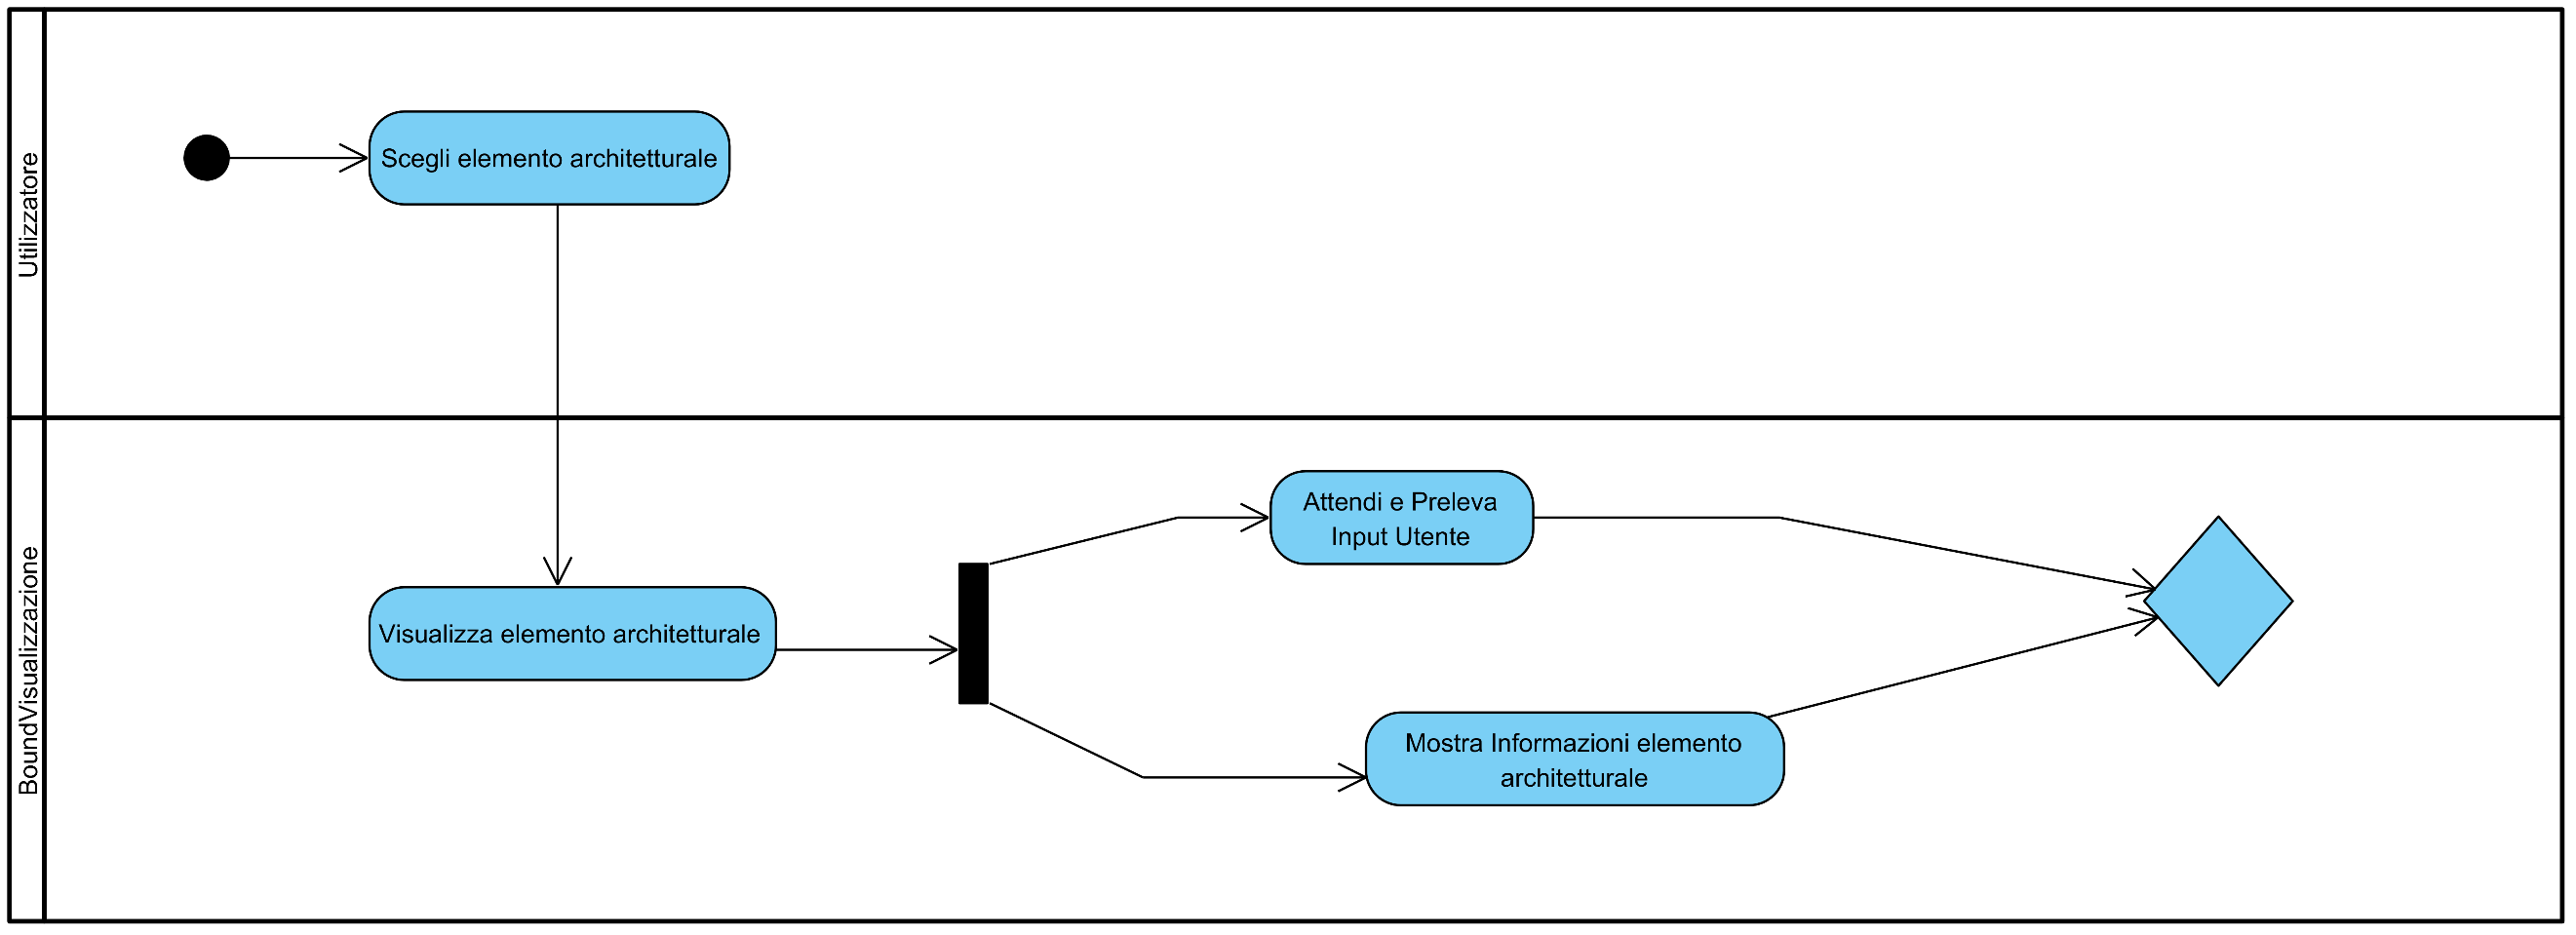 Utilizzatore
Scegli elemento architetturale
BoundVisualizzazione
Visualizza elemento architetturale
Attendi e Preleva
Input Utente
Mostra Informazioni elemento
architetturale